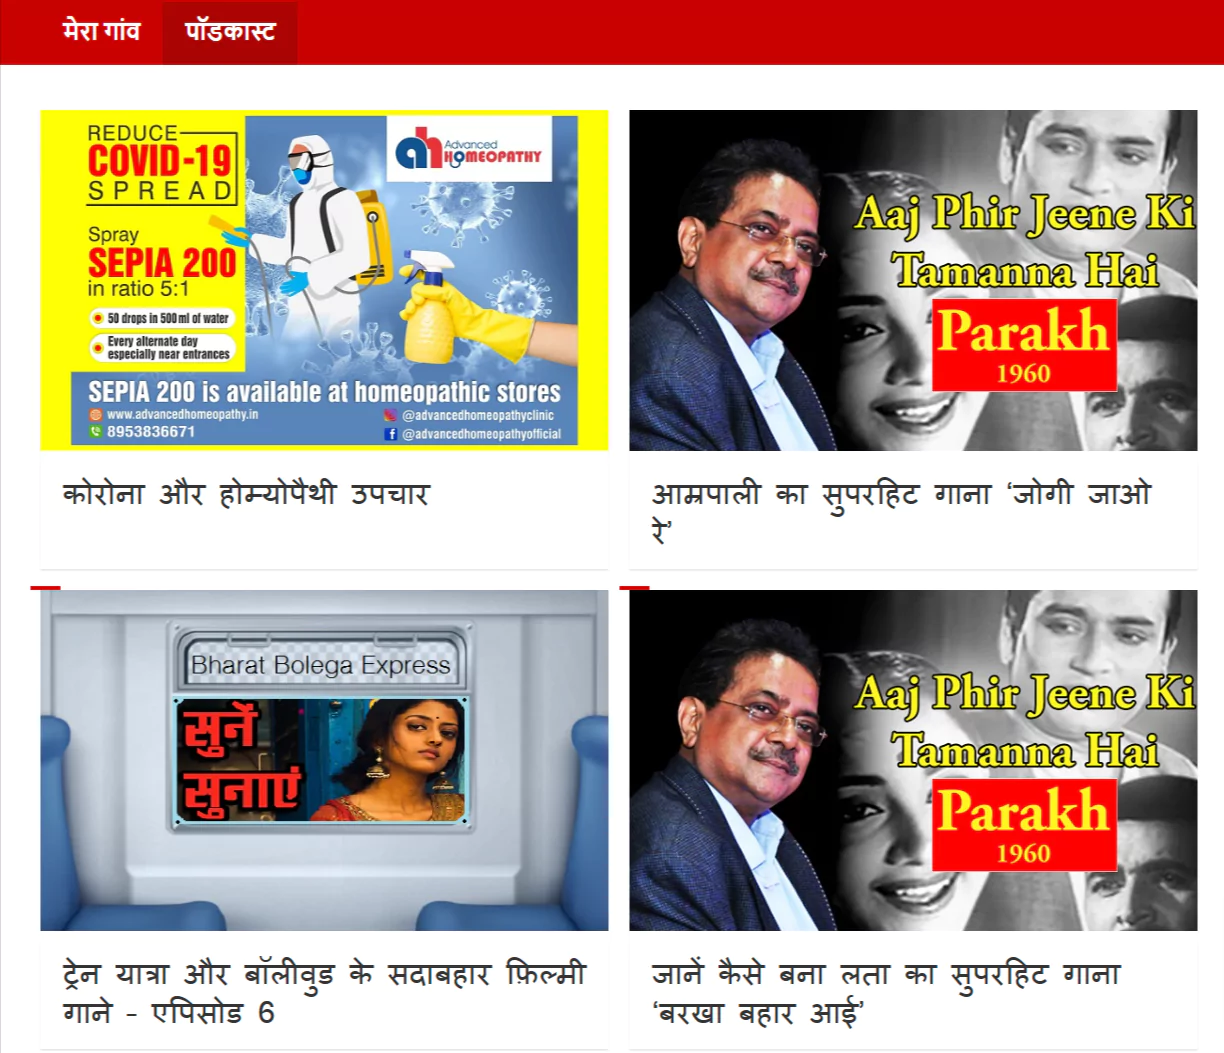 मेरा गांव पॉडकास्ट
REDUCE
COVID-19
SPREAD
Spray
SEPIA 200
in ratio 5:1
50 drops in 500 ml of water
Every alternate day
especially near entrances
Advanced
HOMEOPATHY
SEPIA 200 is available at homeopathic stores
www.advancedhomeopathy.in
@advancedhomeopathyclinic
8953836671
@advancedhomeopathyofficial
कोरोना और होम्योपैथी उपचार
Aaj Phir Jeene Ki
Tamanna Hai
Parakh
1960
आम्रपाली का सुपरहिट गाना ‘जोगी जाओ
रे’
Bharat Bolega Express
सुनें
सुनाएं
ट्रेन यात्रा और बॉलीवुड के सदाबहार फ़िल्मी
गाने – एपिसोड 6
Aaj Phir Jeene Ki
Tamanna Hai
Parakh
1960
जानें कैसे बना लता का सुपरहिट गाना
‘बरखा बहार आई’